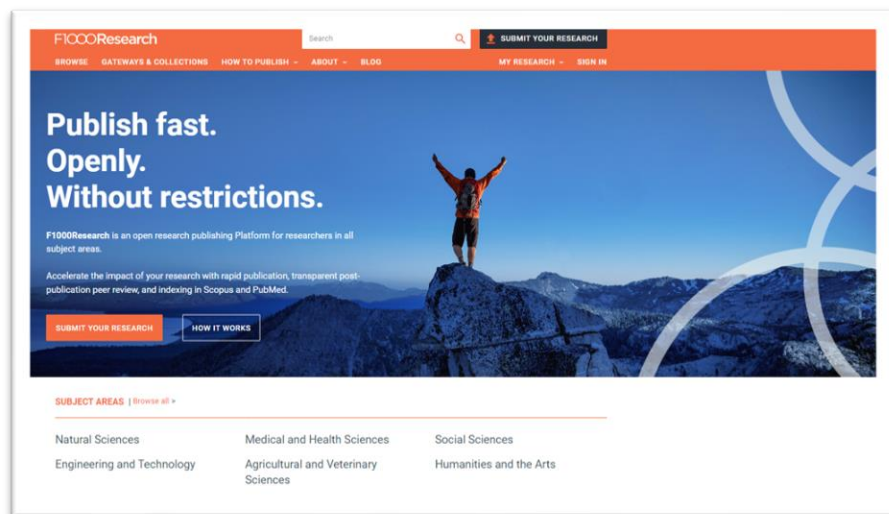 F1000Research
Search
SUBMIT YOUR RESEARCH
BROWSE GATEWAYS & COLLECTIONS HOW TO PUBLISH ABOUT BLOG
MY RESEARCH SIGN IN
Publish fast.
Openly.
Without restrictions.
F1000Research is an open research publishing Platform for researchers in all
subject areas.
Accelerate the impact of your research with rapid publication, transparent post-
publication peer review, and indexing in Scopus and PubMed.
SUBMIT YOUR RESEARCH
HOW IT WORKS
SUBJECT AREAS | Browse all »
Natural Sciences
Medical and Health Sciences
Social Sciences
Engineering and Technology
Agricultural and Veterinary
Sciences
Humanities and the Arts